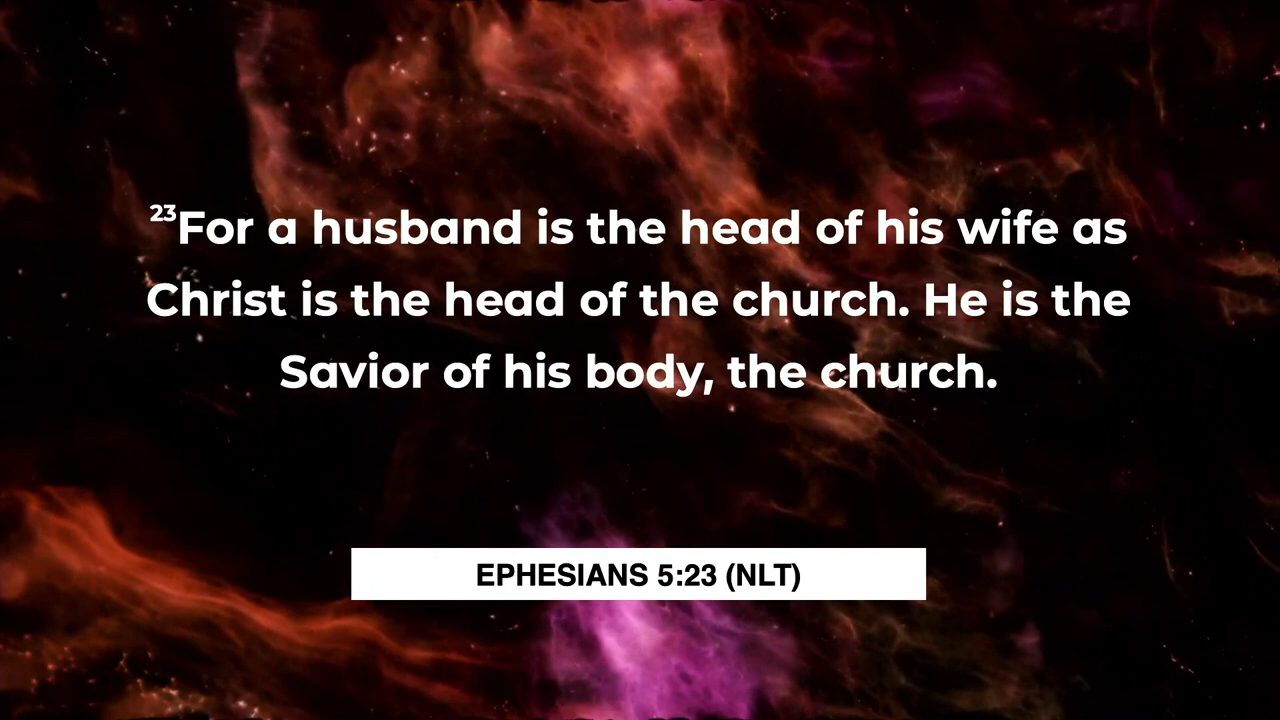 ²³For a husband is the head of his wife as
Christ is the head of the church. He is the
Savior of his body, the church.
EPHESIANS 5:23 (NLT)